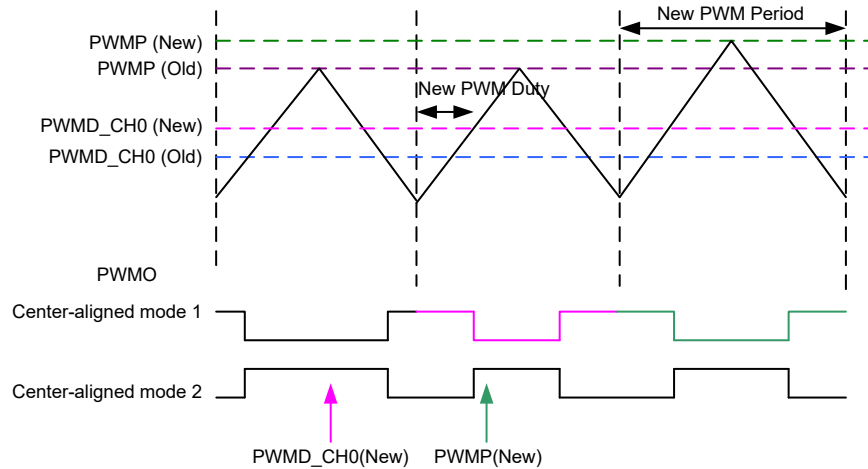 New PWM Period
PWMP (New)
PWMP (Old)
New PWM Duty
PWMD_CH0 (New)
PWMD_CH0 (Old)
PWMO
Center-aligned mode 1
Center-aligned mode 2
PWMD_CH0(New)
PWMP(New)